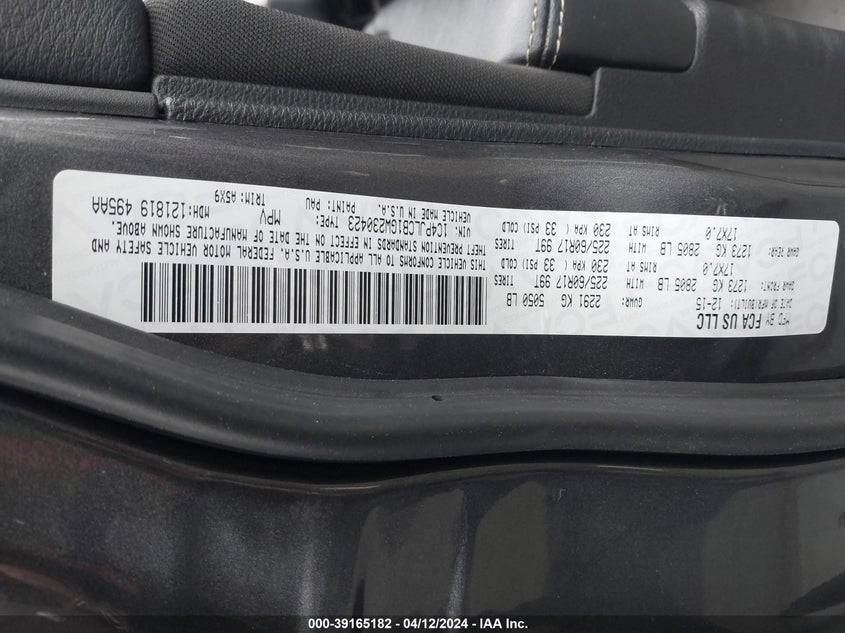 MFD BY
FCA US LLC
DATE OF MFR(BUILT): 12-15 GVWR: 2291 KG 5050 LB
GAWR FRONT: 1273 KG 2805 LB WITH 225/60R17 99T TIRES
17X7.0 RIMS AT 230 KPA ( 33 PSI) COLD
GAWR REAR: 1273 KG 2805 LB WITH 225/60R17 99T TIRES
17X7.0 RIMS AT 230 KPA ( 33 PSI) COLD
THIS VEHICLE CONFORMS TO ALL APPLICABLE U.S.A. FEDERAL MOTOR VEHICLE SAFETY AND
THEFT PREVENTION STANDARDS IN EFFECT ON THE DATE OF MANUFACTURE SHOWN ABOVE.
VIN: 1C4PJLCB1GW230423 TYPE: MPV MDH:121819 495AA
VEHICLE MADE IN U.S.A. PAINT: PAU TRIM:A5X9
000-39165182 - 04/12/2024 - IAA Inc.